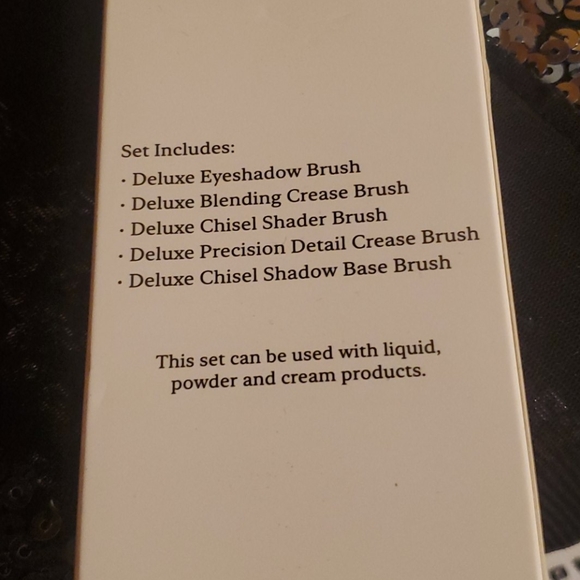 Set Includes:
· Deluxe Eyeshadow Brush
· Deluxe Blending Crease Brush
· Deluxe Chisel Shader Brush
· Deluxe Precision Detail Crease Brush
· Deluxe Chisel Shadow Base Brush
This set can be used with liquid,
powder and cream products.